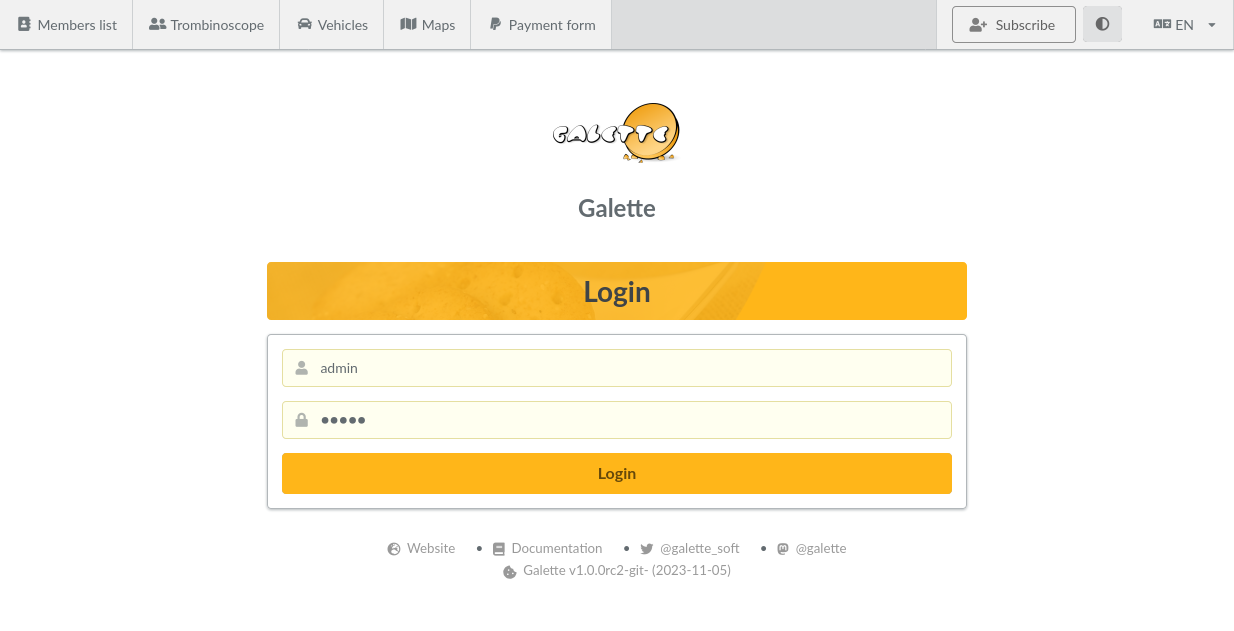 Members list Trombinoscope Vehicles Maps Payment form Subscribe EN
GALETTE
Galette
Login
admin
●●●●●
Login
Website • Documentation • @galette_soft • @galette
Galette v1.0.0rc2-git- (2023-11-05)